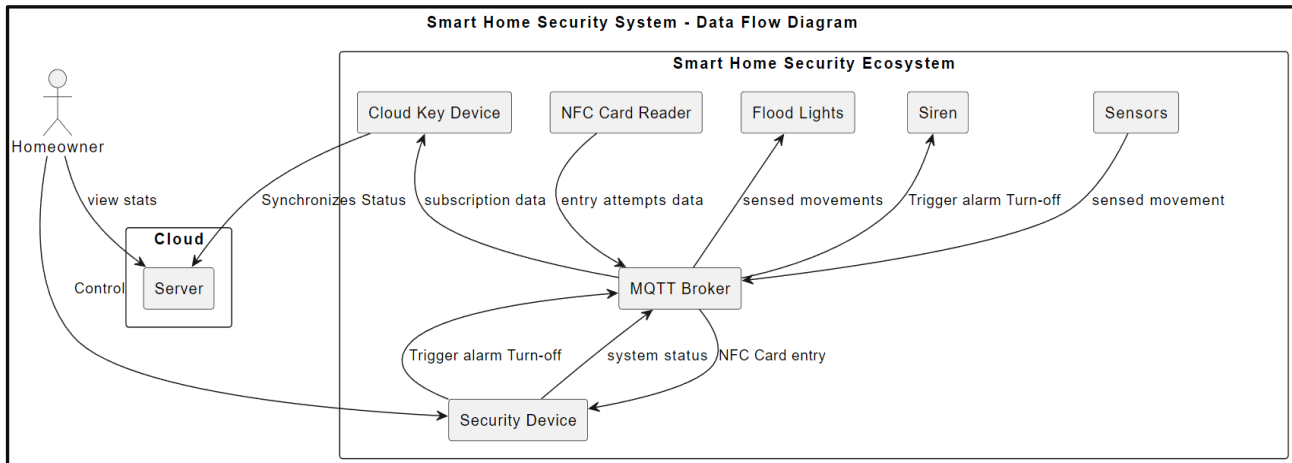 Smart Home Security System - Data Flow Diagram
Smart Home Security Ecosystem
Cloud Key Device
NFC Card Reader
Flood Lights
Siren
Sensors
Homeowner
view stats
Synchronizes Status
subscription data
entry attempts data
sensed movements
Trigger alarm Turn-off
sensed movement
Cloud
Server
Control
MQTT Broker
Trigger alarm Turn-off
system status
NFC Card entry
Security Device